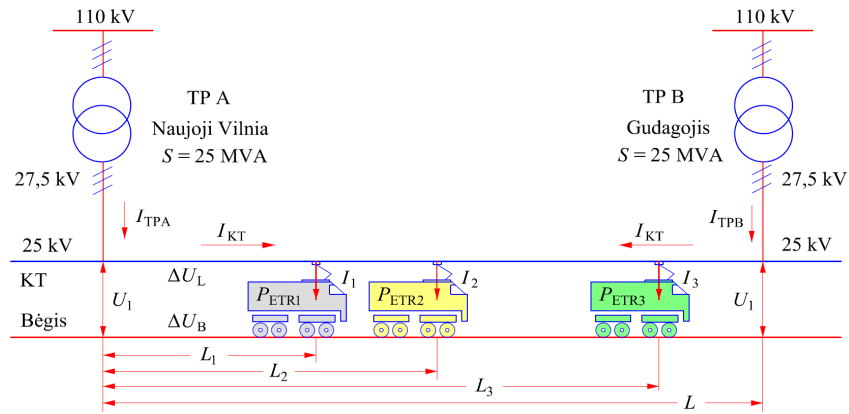 110 kV
110 kV
TP A
Naujoji Vilnia
S = 25 MVA
TP B
Gudagojis
S = 25 MVA
27,5 kV
27,5 kV
I_TPA
I_KT
I_KT
I_TPB
25 kV
25 kV
KT
ΔU_L
I_1
I_2
I_3
U_1
P_ETR1
P_ETR2
P_ETR3
U_1
Bėgis
ΔU_B
L_1
L_2
L_3
L